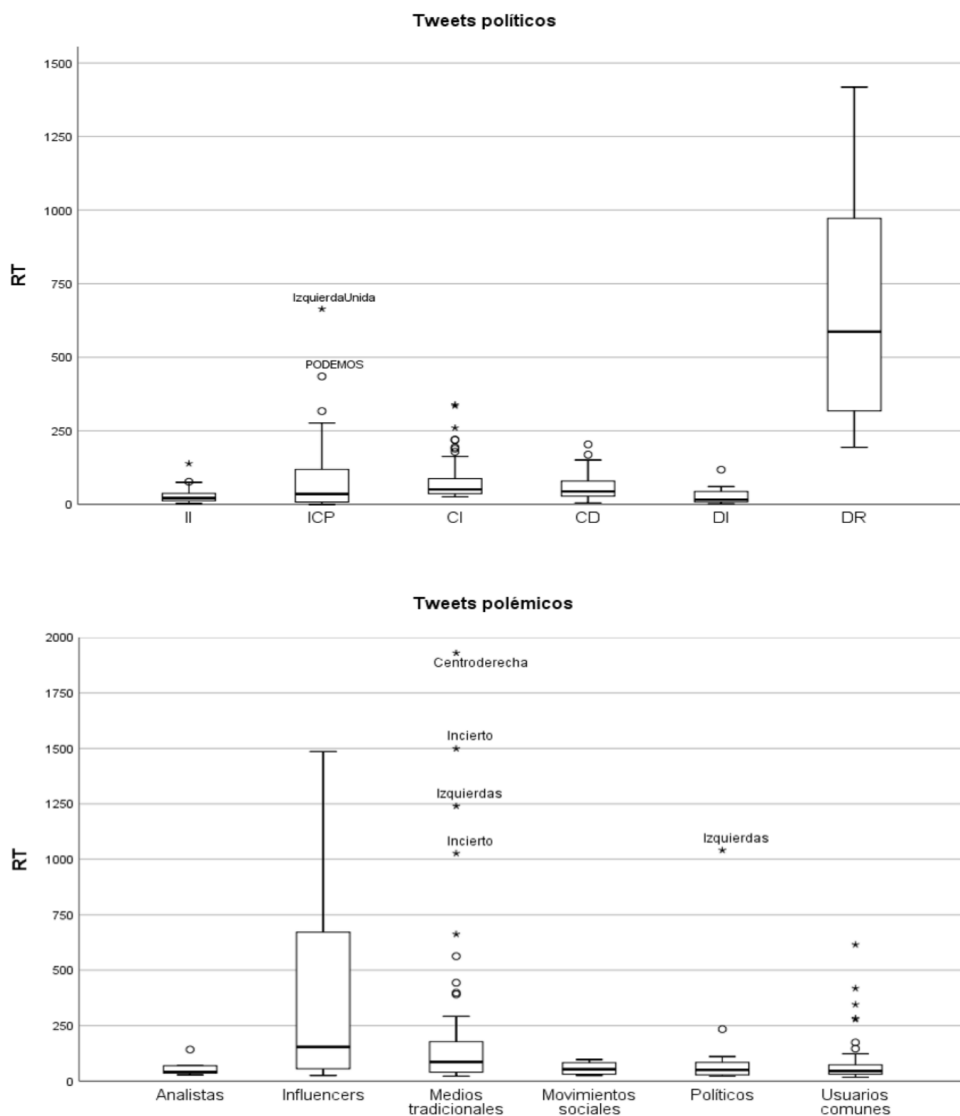 Tweets políticos
1500
1250
1000
750
500
250
0
RT
IzquierdaUnida
PODEMOS
II ICP CI CD DI DR
Tweets polémicos
2000
1750
1500
1250
1000
750
500
250
0
RT
Centroderecha
Incierto
Izquierdas
Incierto
Izquierdas
Analistas Influencers Medios Movimientos Políticos Usuarios
tradicionales sociales comunes